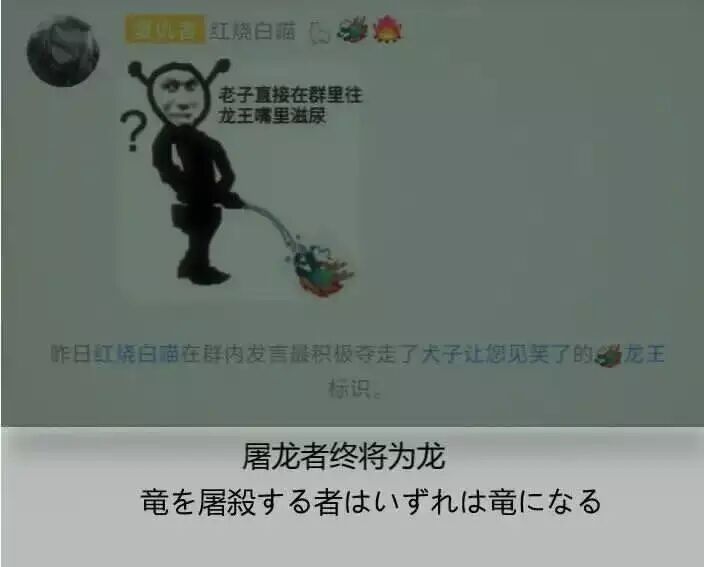 复仇者 红烧白喵
老子直接在群里往
龙王嘴里滋尿
?
昨日红烧白喵在群内发言最积极夺走了犬子让您见笑了的龙王
标识。
屠龙者终将为龙
竜を屠殺する者はいずれは竜になる